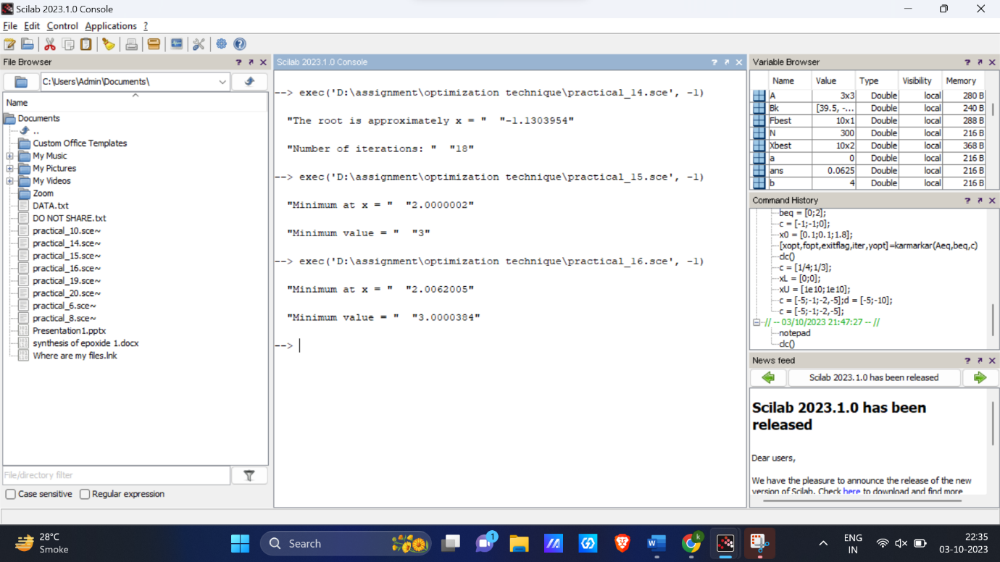 Scilab 2023.1.0 Console
File Edit Control Applications ?
File Browser
C:\Users\Admin\Documents\
Name
Documents
..
Custom Office Templates
My Music
My Pictures
My Videos
Zoom
DATA.txt
DO NOT SHARE.txt
practical_10.sce~
practical_14.sce~
practical_15.sce~
practical_16.sce~
practical_19.sce~
practical_20.sce~
practical_6.sce~
practical_8.sce~
Presentation1.pptx
synthesis of epoxide 1.docx
Where are my files.lnk
File/directory filter
Case sensitive Regular expression
Scilab 2023.1.0 Console
--> exec('D:\assignment\optimization technique\practical_14.sce', -1)
"The root is approximately x = " "-1.1303954"
"Number of iterations: " "18"
--> exec('D:\assignment\optimization technique\practical_15.sce', -1)
"Minimum at x = " "2.0000002"
"Minimum value = " "3"
--> exec('D:\assignment\optimization technique\practical_16.sce', -1)
"Minimum at x = " "2.0062005"
"Minimum value = " "3.0000384"
-->
Variable Browser
Name Value Type Visibility Memory
A 3x3 Double local 280 B
Bk [39.5, -... Double local 240 B
Fbest 10x1 Double local 288 B
N 300 Double local 216 B
Xbest 10x2 Double local 368 B
a 0 Double local 216 B
ans 0.0625 Double local 216 B
b 4 Double local 216 B
Command History
beq = [0;2];
c = [-1;-1;0];
x0 = [0.1;0.1;1.8];
[xopt,fopt,exitflag,iter,yopt]=karmarkar(Aeq,beq,c)
clc()
c = [1/4;1/3];
xL = [0;0];
xU = [1e10;1e10];
c = [-5;-1;-2,-5];d = [-5;-10];
c = [-5;-1;-2,-5];
// -- 03/10/2023 21:47:27 -- //
notepad
clc()
News feed
Scilab 2023.1.0 has been released
Scilab 2023.1.0 has been
released
Dear users,
We have the pleasure to announce the release of the new
version of Scilab. Check here to download and find more
28°C
Smoke
Search
1
k
ENG
IN
22:35
03-10-2023